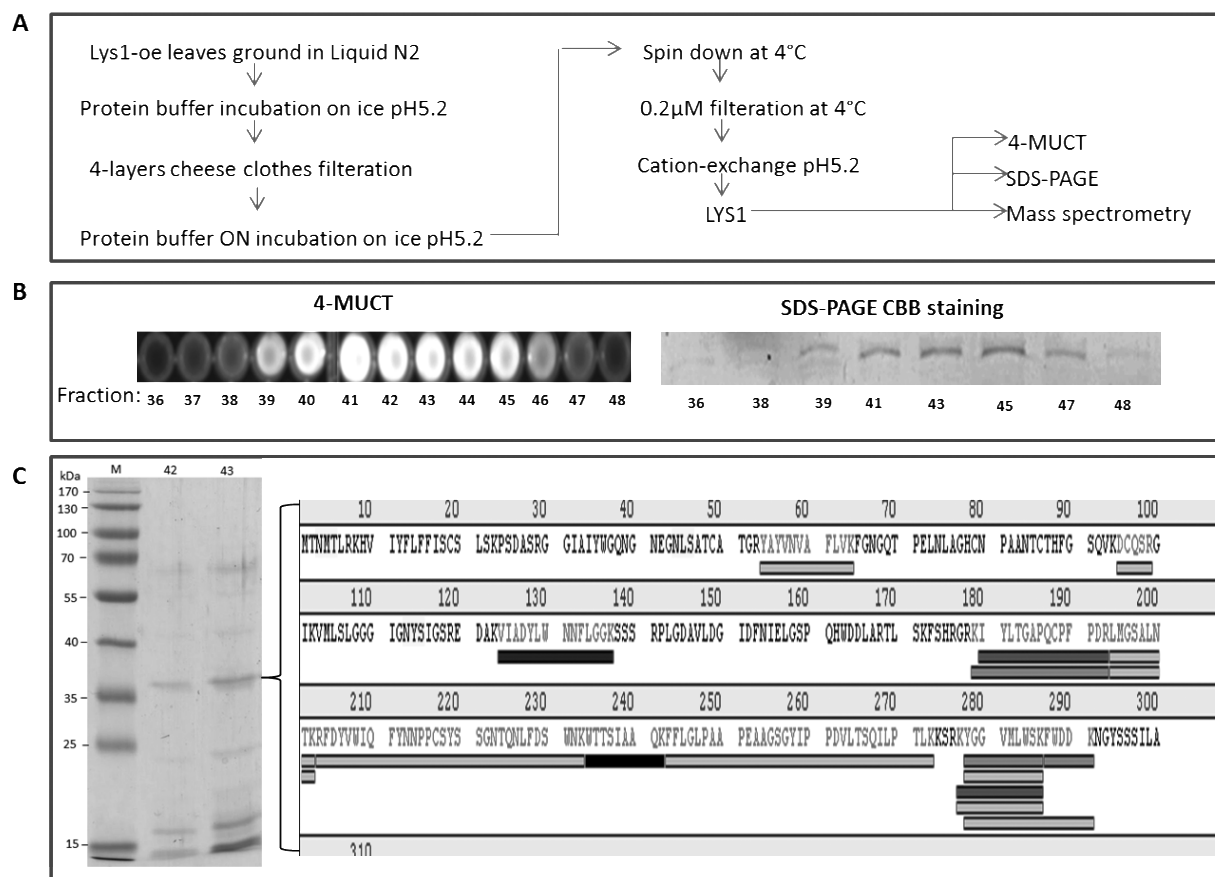 A
Lys1-oe leaves ground in Liquid N2
Protein buffer incubation on ice pH5.2
4-layers cheese clothes filteration
Protein buffer ON incubation on ice pH5.2
Spin down at 4°C
0.2µM filteration at 4°C
Cation-exchange pH5.2
LYS1
4-MUCT
SDS-PAGE
Mass spectrometry
B
4-MUCT
SDS-PAGE CBB staining
Fraction: 36 37 38 39 40 41 42 43 44 45 46 47 48
36 38 39 41 43 45 47 48
C
kDa M 42 43
170
130
100
70
55
40
35
25
15
10 20 30 40 50 60 70 80 90 100
MTNMTLRKHV IYFLFFISCS LSKPSDASRG GIAIYWGQNG NEGNLSATCA TGRYAYVNVA FLVKFGNGQT PELNLAGHCN PAANTCTHFG SQVKDCQSRG
110 120 130 140 150 160 170 180 190 200
IKVMLSLGGG IGNYSIGSRE DAKVIADYLW NNFLGGKSSS RPLGDAVLDG IDFNIELGSP QHWDDLARTL SKFSHRGRKI YLTGAPQCPF PDRLMGSALN
210 220 230 240 250 260 270 280 290 300
TKRFDYVWIQ FYNNPPCSYS SGNTQNLFDS WNKWTTSIAA QKFFLGLPAA PEAAGSGYIP PDVLTSQILP TLKKSRKYGG VMLWSKFWDD KNGYSSSILA
310